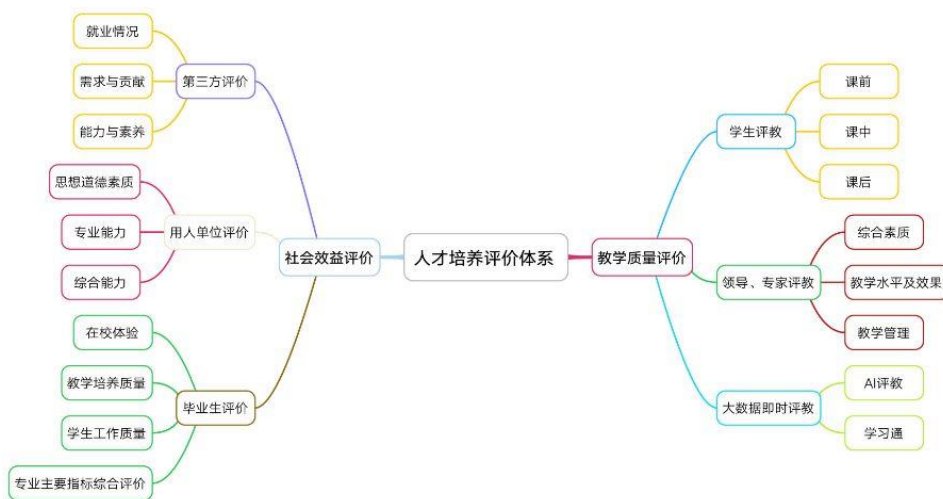 人才培养评价体系
社会效益评价
第三方评价
就业情况
需求与贡献
能力与素养
用人单位评价
思想道德素质
专业能力
综合能力
毕业生评价
在校体验
教学培养质量
学生工作质量
专业主要指标综合评价
教学质量评价
学生评教
课前
课中
课后
领导、专家评教
综合素质
教学水平及效果
教学管理
大数据即时评教
AI评教
学习通